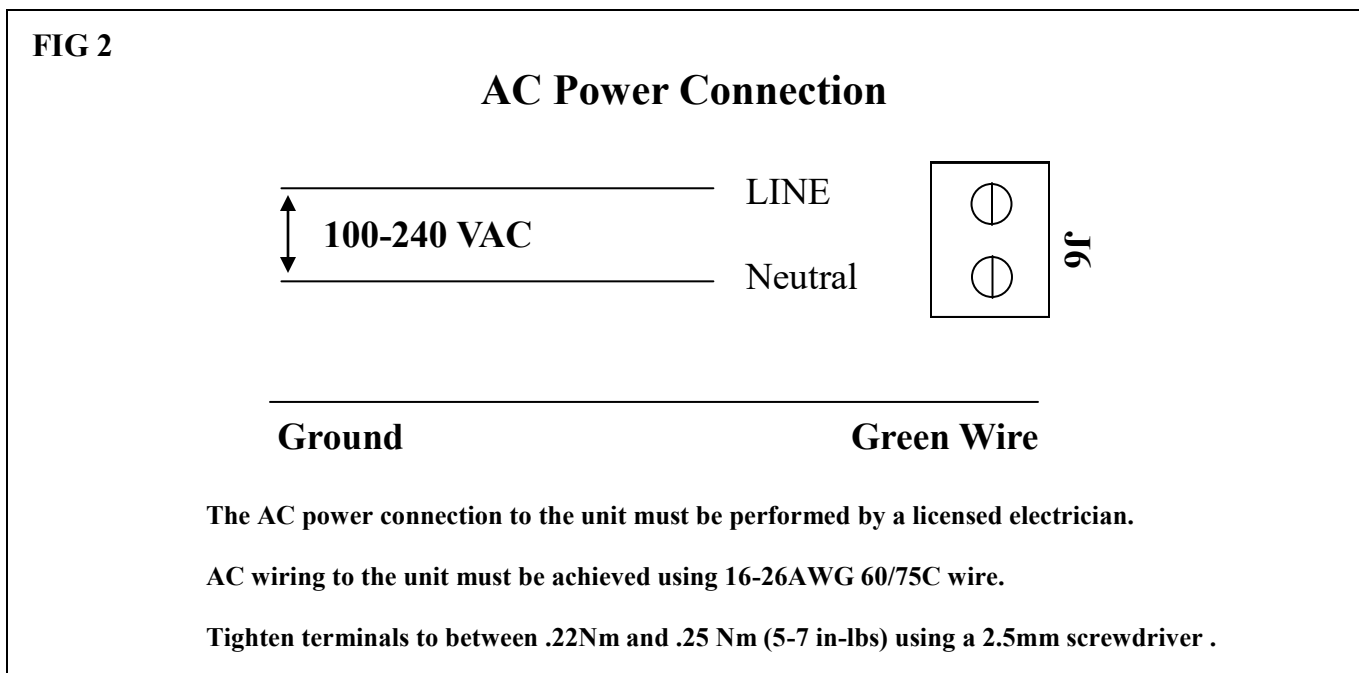 FIG 2
AC Power Connection
LINE
100-240 VAC
J6
Neutral
Ground Green Wire
The AC power connection to the unit must be performed by a licensed electrician.
AC wiring to the unit must be achieved using 16-26AWG 60/75C wire.
Tighten terminals to between .22Nm and .25 Nm (5-7 in-lbs) using a 2.5mm screwdriver .